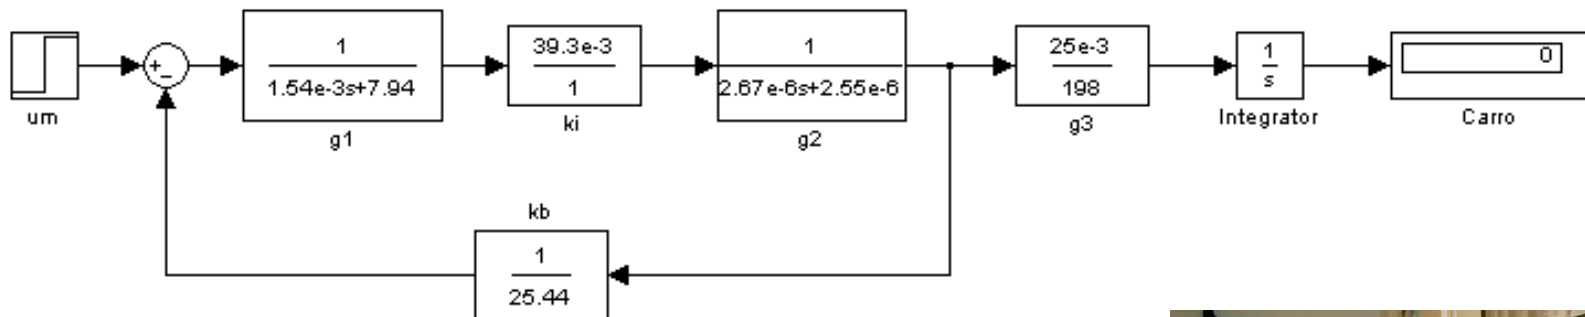 um
+
-
1
1.54e-3s+7.94
g1
39.3e-3
1
ki
1
2.67e-6s+2.55e-6
g2
25e-3
198
g3
1
s
Integrator
0
Carro
kb
1
25.44